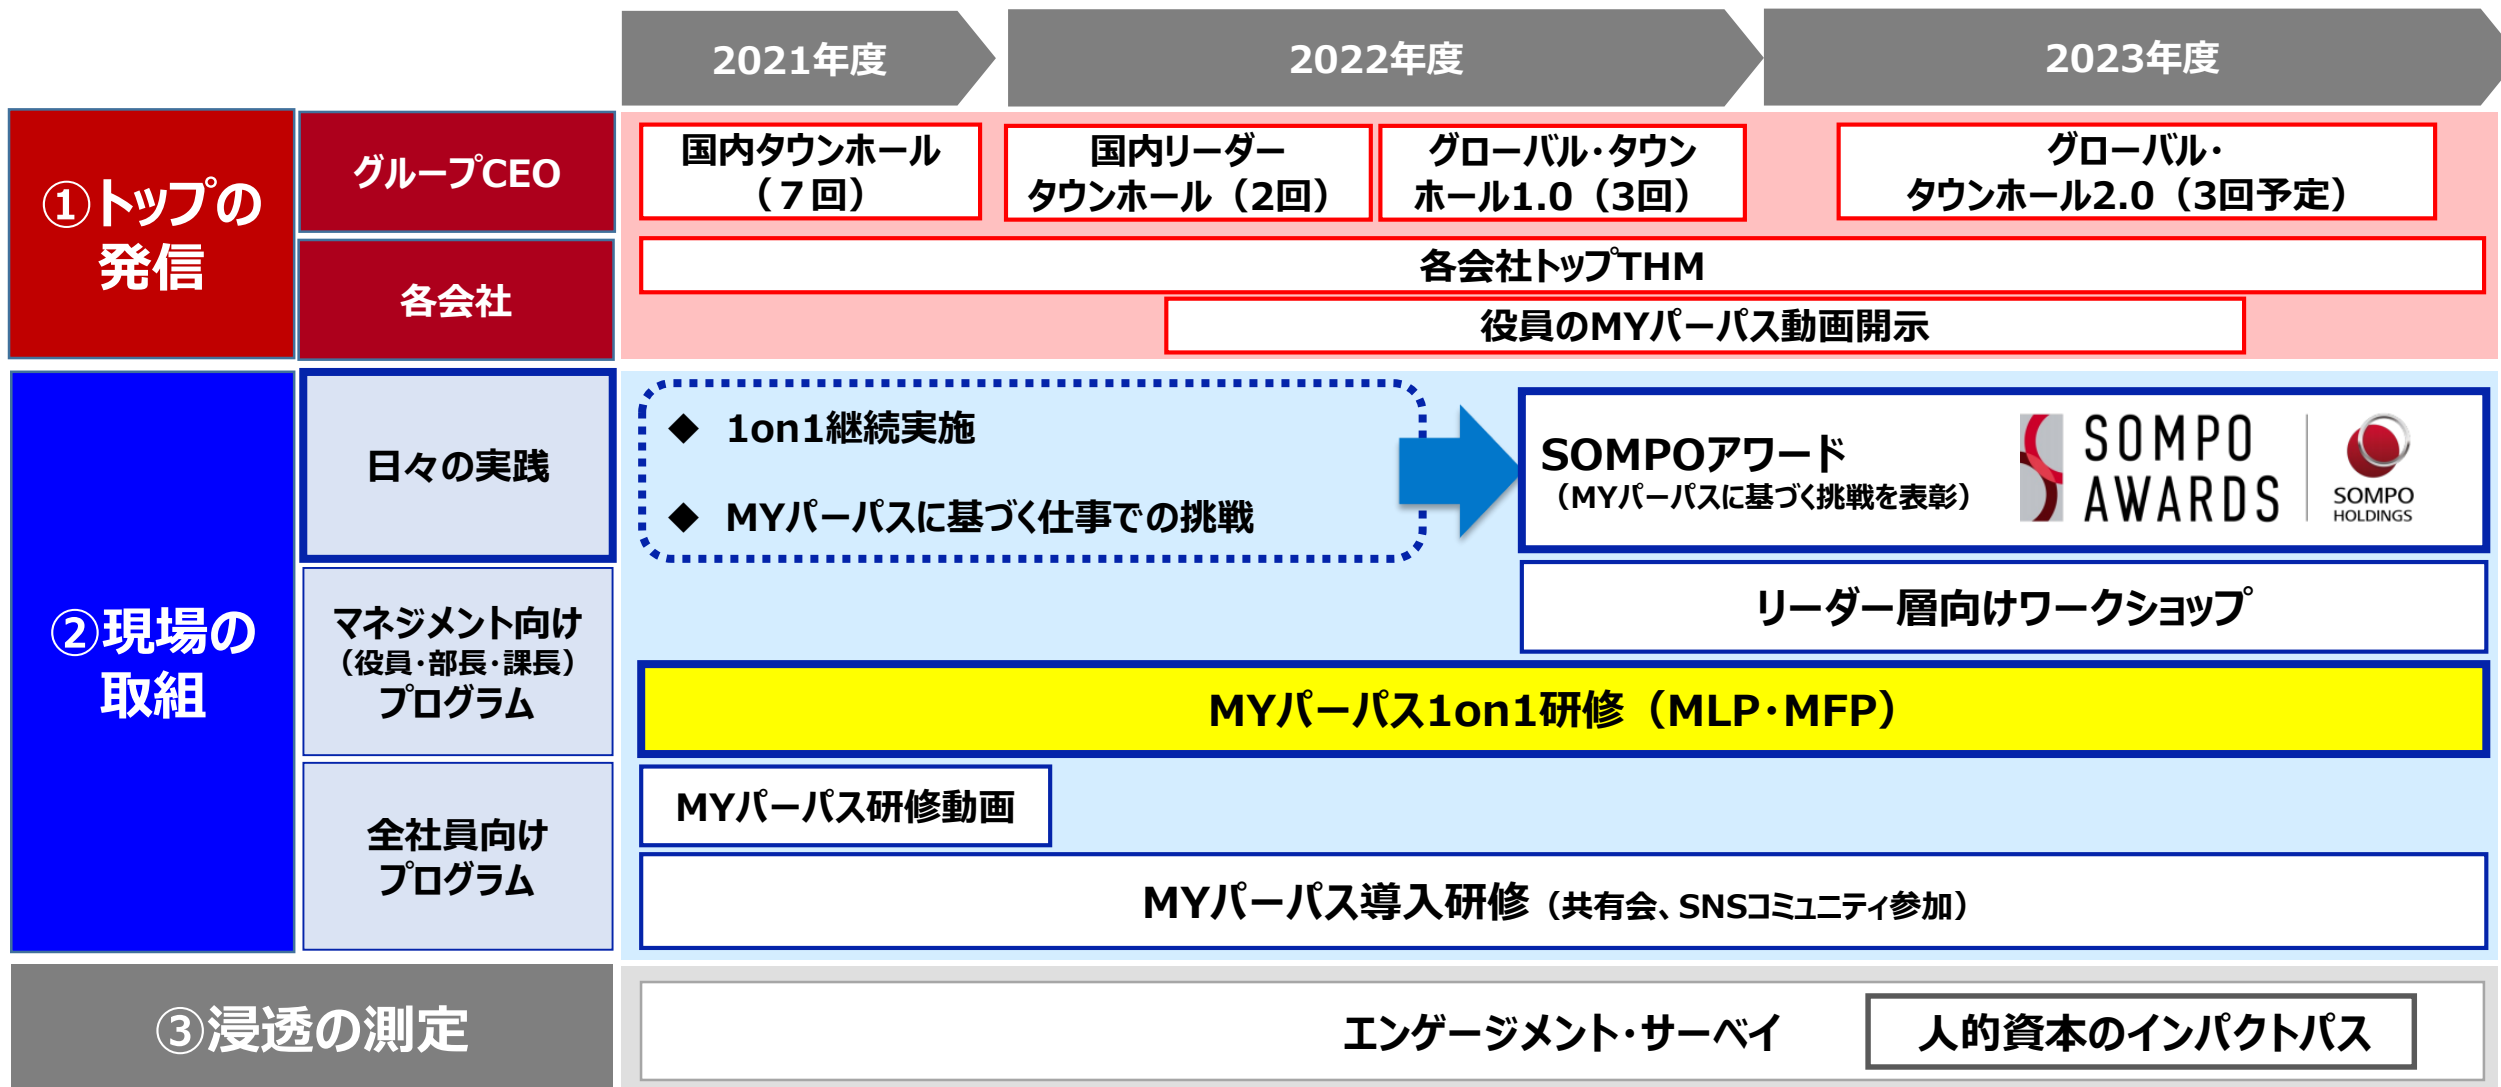 2021年度
2022年度
2023年度
①トップの
発信
グループCEO
国内タウンホール
（７回）
国内リーダー
タウンホール（2回）
グローバル・タウン
ホール1.0（3回）
グローバル・
タウンホール2.0（3回予定）
各会社
各会社トップTHM
役員のMYパーパス動画開示
②現場の
取組
日々の実践
◆ 1on1継続実施
◆ MYパーパスに基づく仕事での挑戦
SOMPOアワード
（MYパーパスに基づく挑戦を表彰）
SOMPO
AWARDS
SOMPO
HOLDINGS
マネジメント向け
（役員・部長・課長）
プログラム
リーダー層向けワークショップ
MYパーパス1on1研修（MLP・MFP）
全社員向け
プログラム
MYパーパス研修動画
MYパーパス導入研修（共有会、SNSコミュニティ参加）
③浸透の測定
エンゲージメント・サーベイ
人的資本のインパクトパス